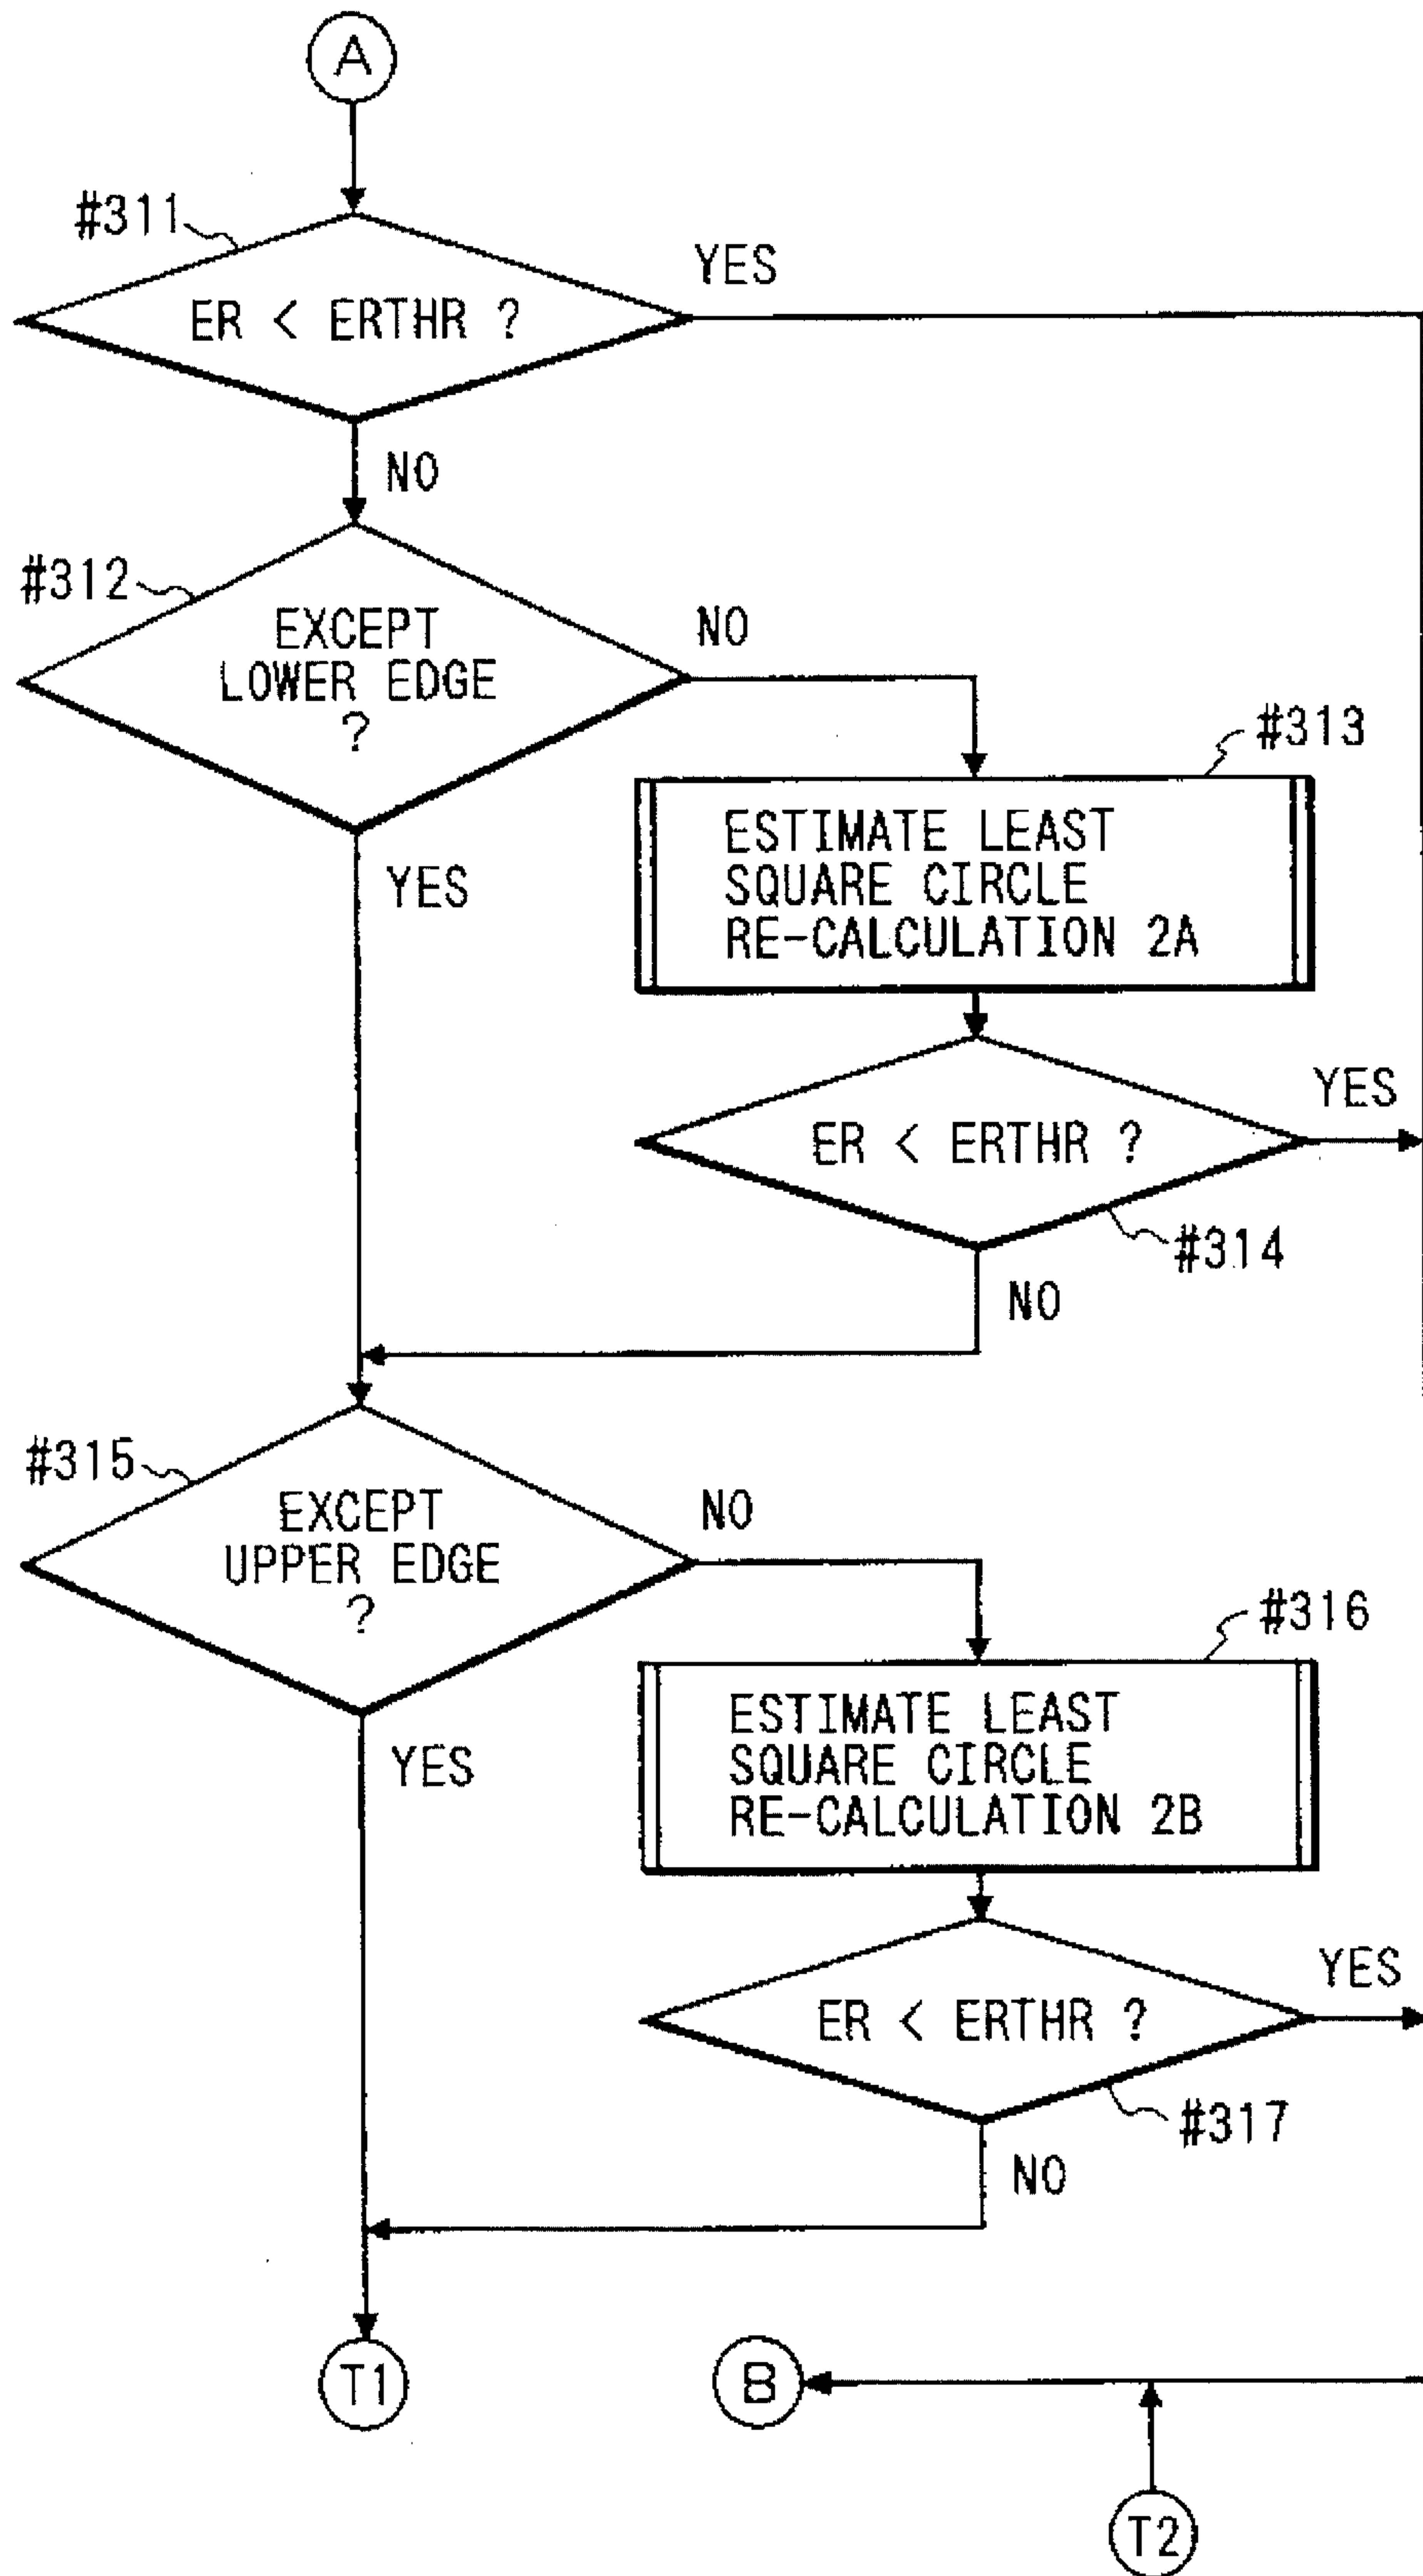 A
#311
YES
ER < ERTHR ?
NO
#312
EXCEPT
LOWER EDGE
?
NO
#313
ESTIMATE LEAST
SQUARE CIRCLE
RE-CALCULATION 2A
YES
YES
ER < ERTHR ?
#314
NO
#315
EXCEPT
UPPER EDGE
?
NO
#316
ESTIMATE LEAST
SQUARE CIRCLE
RE-CALCULATION 2B
YES
YES
ER < ERTHR ?
#317
NO
T1
B
T2